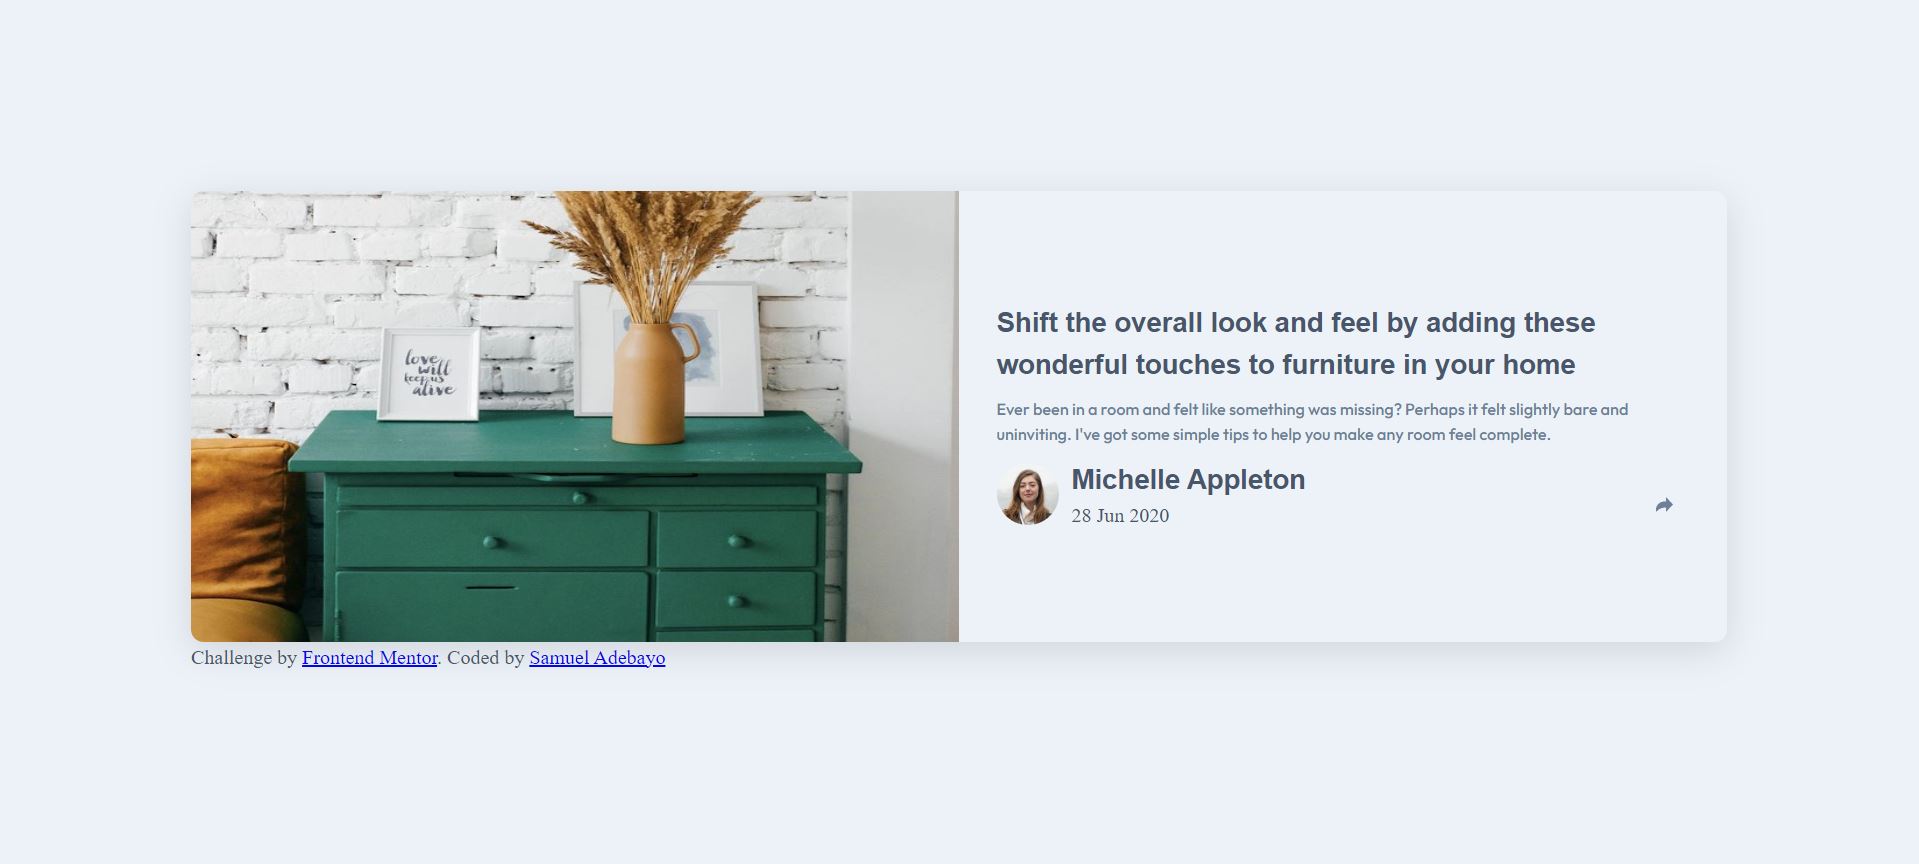 love
will
keep us
alive
Shift the overall look and feel by adding these
wonderful touches to furniture in your home
Ever been in a room and felt like something was missing? Perhaps it felt slightly bare and
uninviting. I've got some simple tips to help you make any room feel complete.
Michelle Appleton
28 Jun 2020
Challenge by Frontend Mentor. Coded by Samuel Adebayo